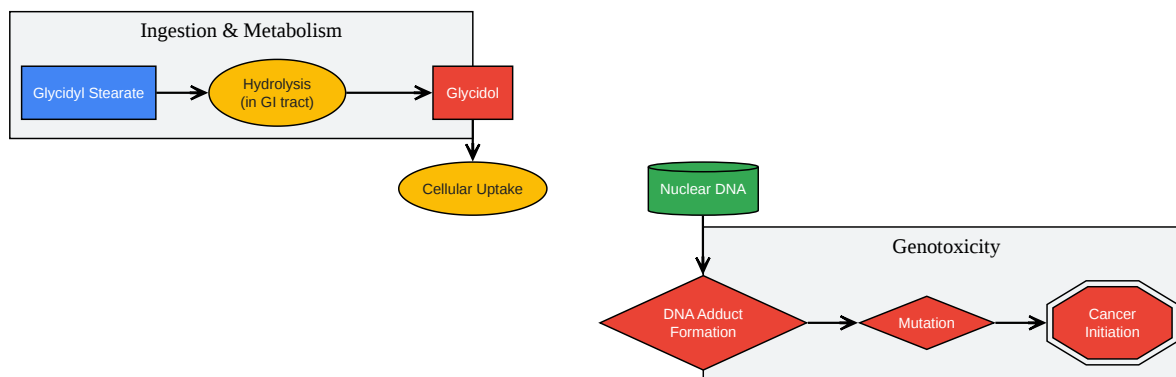 Ingestion & Metabolism
Glycidyl Stearate
Hydrolysis
(in GI tract)
Glycidol
Cellular Uptake
Nuclear DNA
Genotoxicity
DNA Adduct
Formation
Mutation
Cancer
Initiation